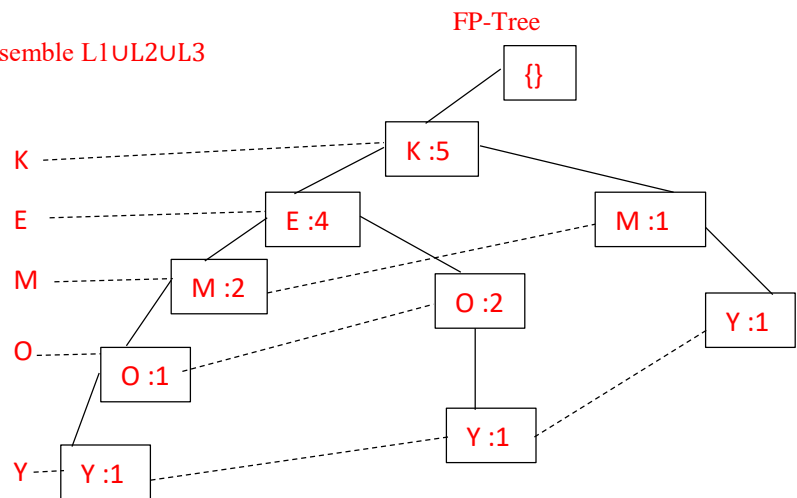 FP-Tree
semble L1∪L2∪L3
{}
K K :5
E E :4 M :1
M M :2 O :2 Y :1
O O :1
Y Y :1 Y :1